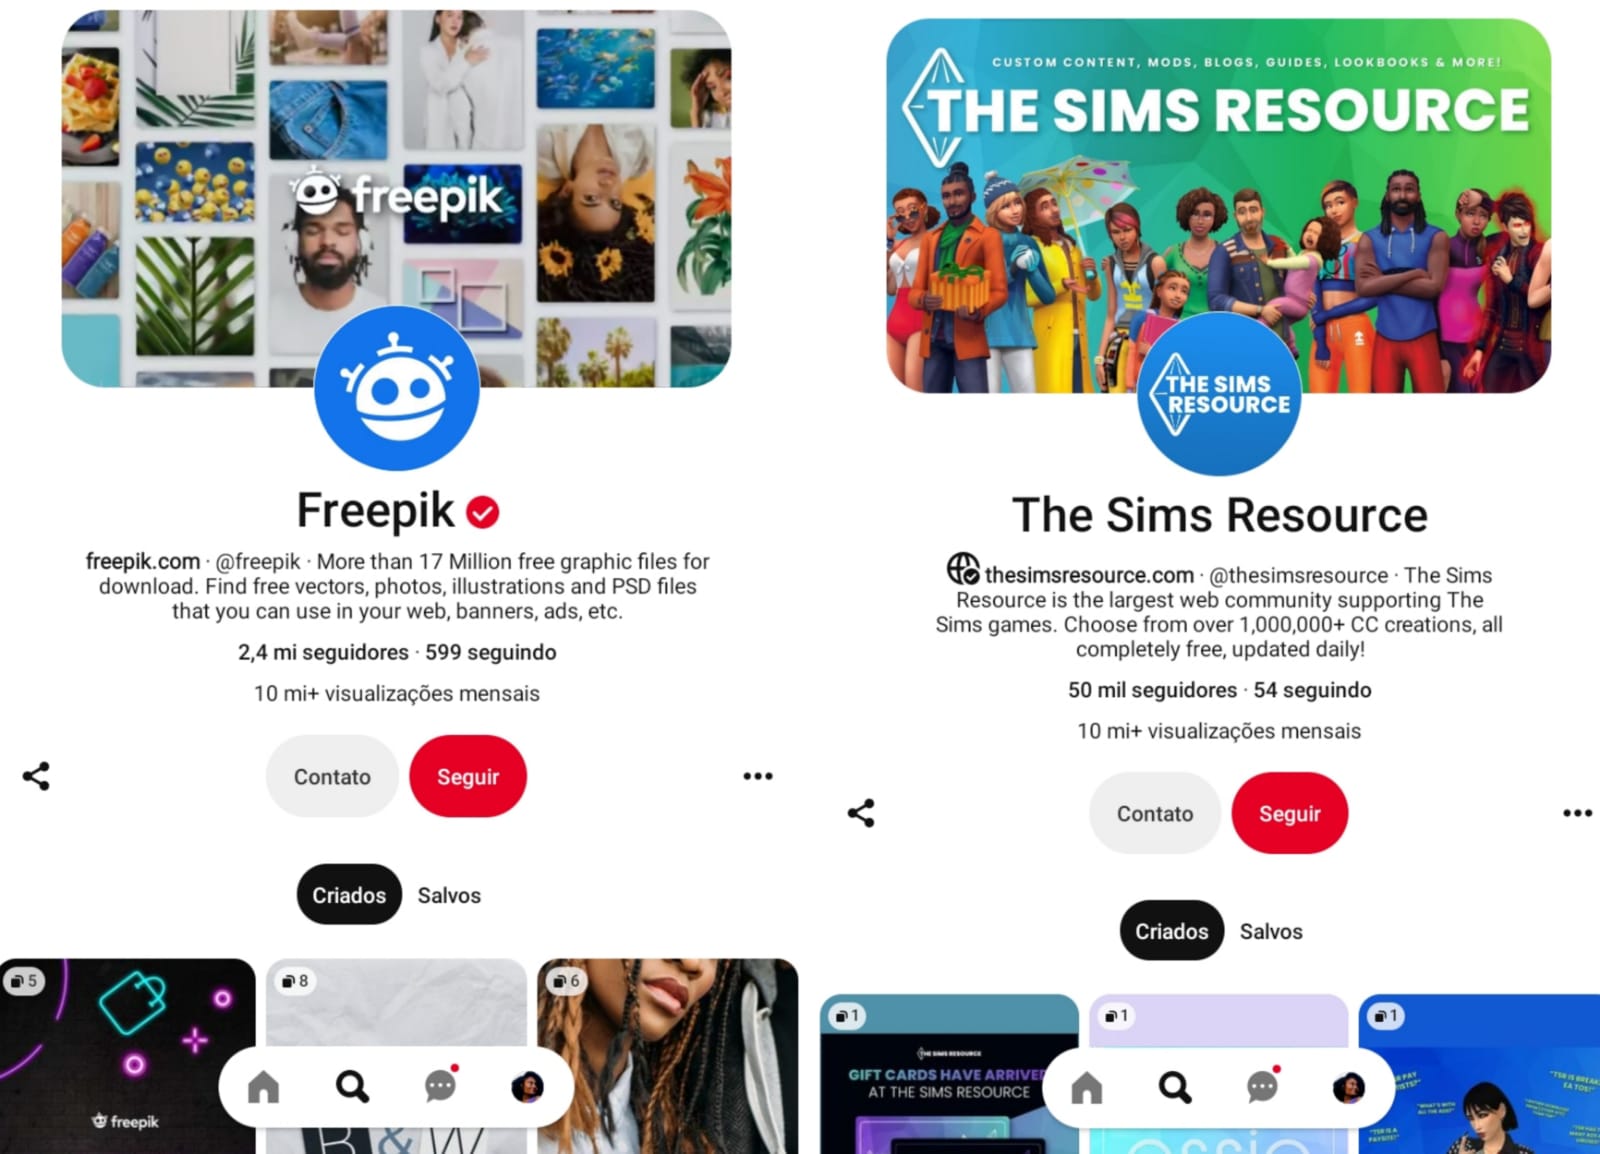 freepik
Freepik
freepik.com · @freepik · More than 17 Million free graphic files for
download. Find free vectors, photos, illustrations and PSD files
that you can use in your web, banners, ads, etc.
2,4 mi seguidores · 599 seguindo
10 mi+ visualizações mensais
Contato
Seguir
Criados
Salvos
5
8
6
freepik
B & W
CUSTOM CONTENT, MODS, BLOGS, GUIDES, LOOKBOOKS & MORE!
THE SIMS RESOURCE
THE SIMS
RESOURCE
The Sims Resource
thesimsresource.com · @thesimsresource · The Sims
Resource is the largest web community supporting The
Sims games. Choose from over 1,000,000+ CC creations, all
completely free, updated daily!
50 mil seguidores · 54 seguindo
10 mi+ visualizações mensais
Contato
Seguir
Criados
Salvos
1
1
1
THE SIMS RESOURCE
GIFT CARDS HAVE ARRIVE
AT THE SIMS RESOURCE
"TSR IS A
PAYSITE!"